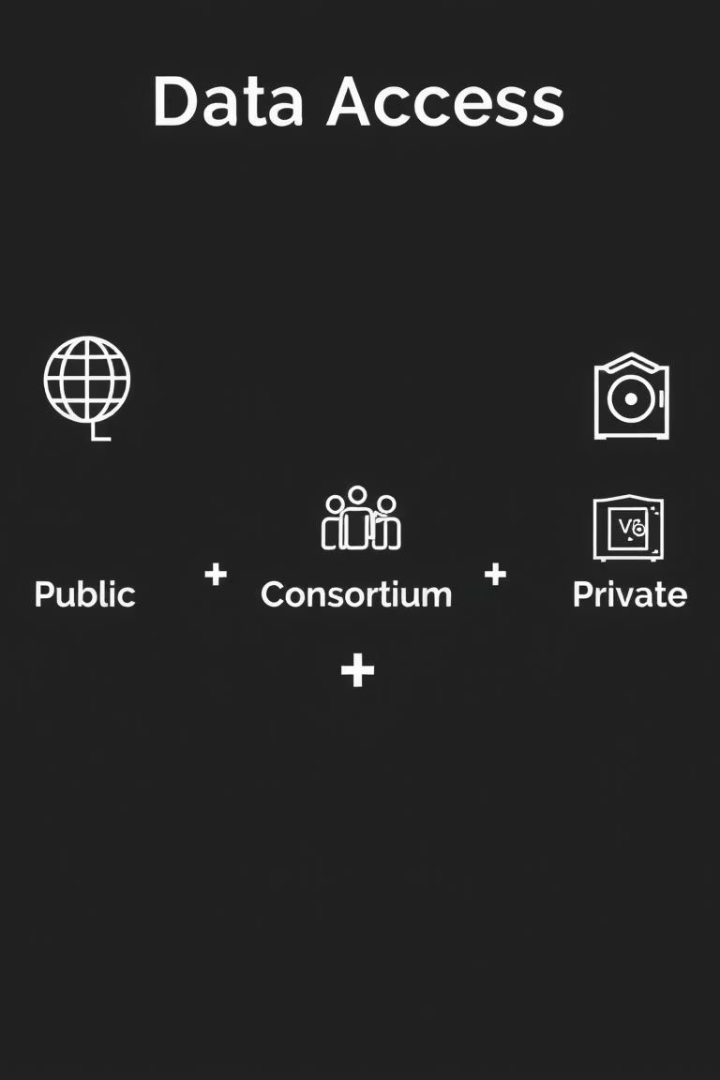 Data Access
Public + Consortium + Private
+